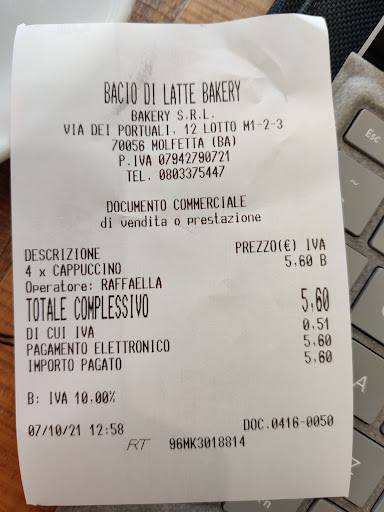 BACIO DI LATTE BAKERY
BAKERY S.R.L.
VIA DEI PORTUALI, 12 LOTTO M1-2-3
70056 MOLFETTA (BA)
P.IVA 07942790721
TEL. 0803375447
DOCUMENTO COMMERCIALE
di vendita o prestazione
DESCRIZIONE PREZZO(€) IVA
4 x CAPPUCCINO 5,60 B
Operatore: RAFFAELLA
TOTALE COMPLESSIVO 5,60
DI CUI IVA 0,51
PAGAMENTO ELETTRONICO 5,60
IMPORTO PAGATO 5,60
B: IVA 10.00%
07/10/21 12:58 DOC.0416-0050
RT 96MK3018814
Esc
A
Z